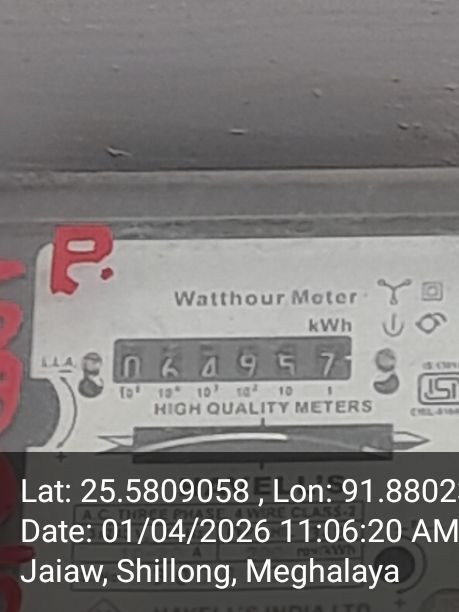 P.
Watthour Meter
kWh
L.L.A.
064957
10⁵ 10⁴ 10³ 10² 10 1
HIGH QUALITY METERS
Lat: 25.5809058 , Lon: 91.8802
Date: 01/04/2026 11:06:20 AM
A.C. THREE PHASE 4 WIRE CLASS-2
Jaiaw, Shillong, Meghalaya